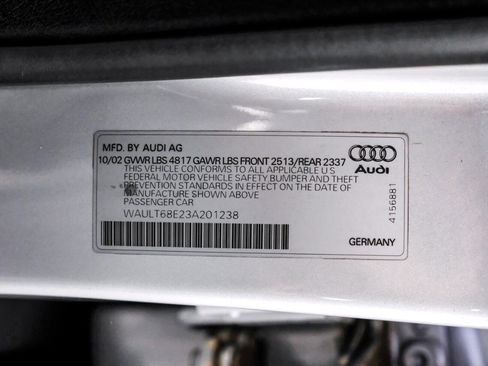 MFD. BY AUDI AG
10/02 GVWR LBS 4817 GAWR LBS FRONT 2513/REAR 2337
THIS VEHICLE CONFORMS TO ALL APPLICABLE U S
FEDERAL MOTOR VEHICLE SAFETY BUMPER AND THEFT
PREVENTION STANDARDS IN EFFECT ON THE DATE OF
MANUFACTURE SHOWN ABOVE
PASSENGER CAR
WAULT68E23A201238
Audi
4156881
GERMANY